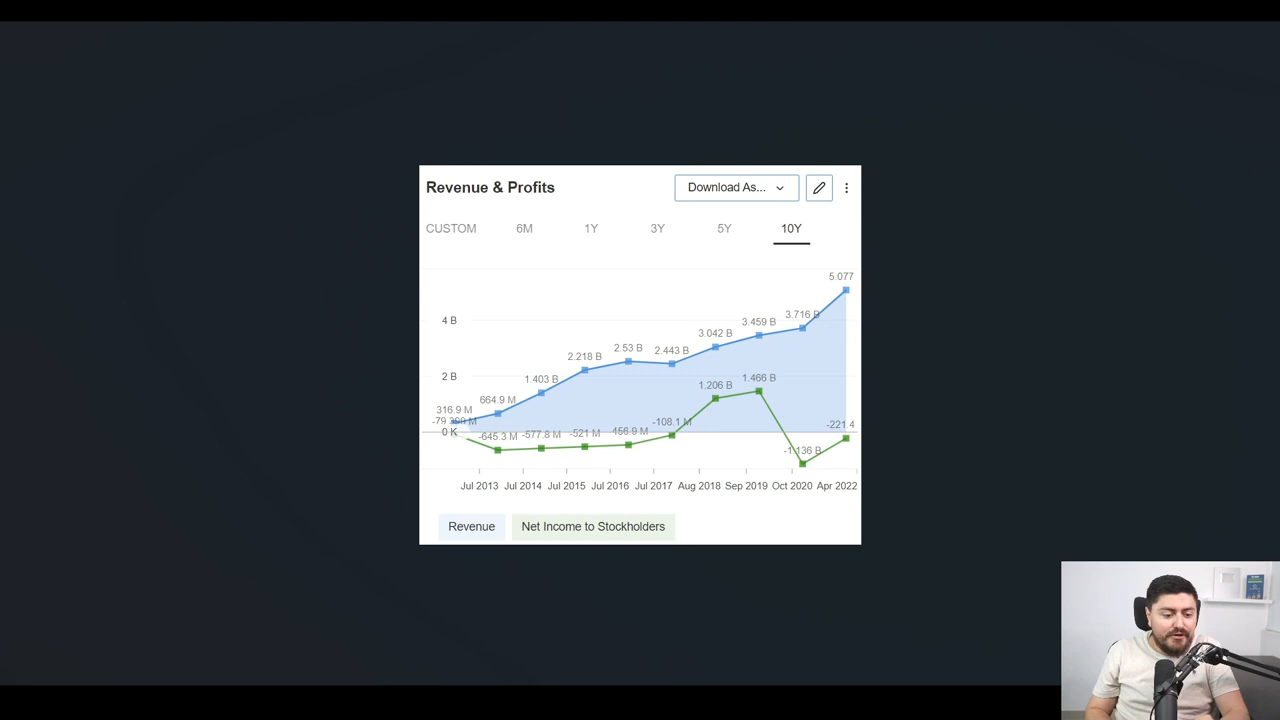 Revenue & Profits
Download As...
CUSTOM 6M 1Y 3Y 5Y 10Y
5.077
4 B
3.716 B
3.459 B
3.042 B
2.53 B
2.443 B
2.218 B
2 B
1.403 B
1.466 B
1.206 B
664.9 M
316.9 M
-108.1 M
-221.4
0 K
-645.3 M
-577.8 M
-521 M
-456.9 M
-1.136 B
Jul 2013 Jul 2014 Jul 2015 Jul 2016 Jul 2017 Aug 2018 Sep 2019 Oct 2020 Apr 2022
Revenue Net Income to Stockholders